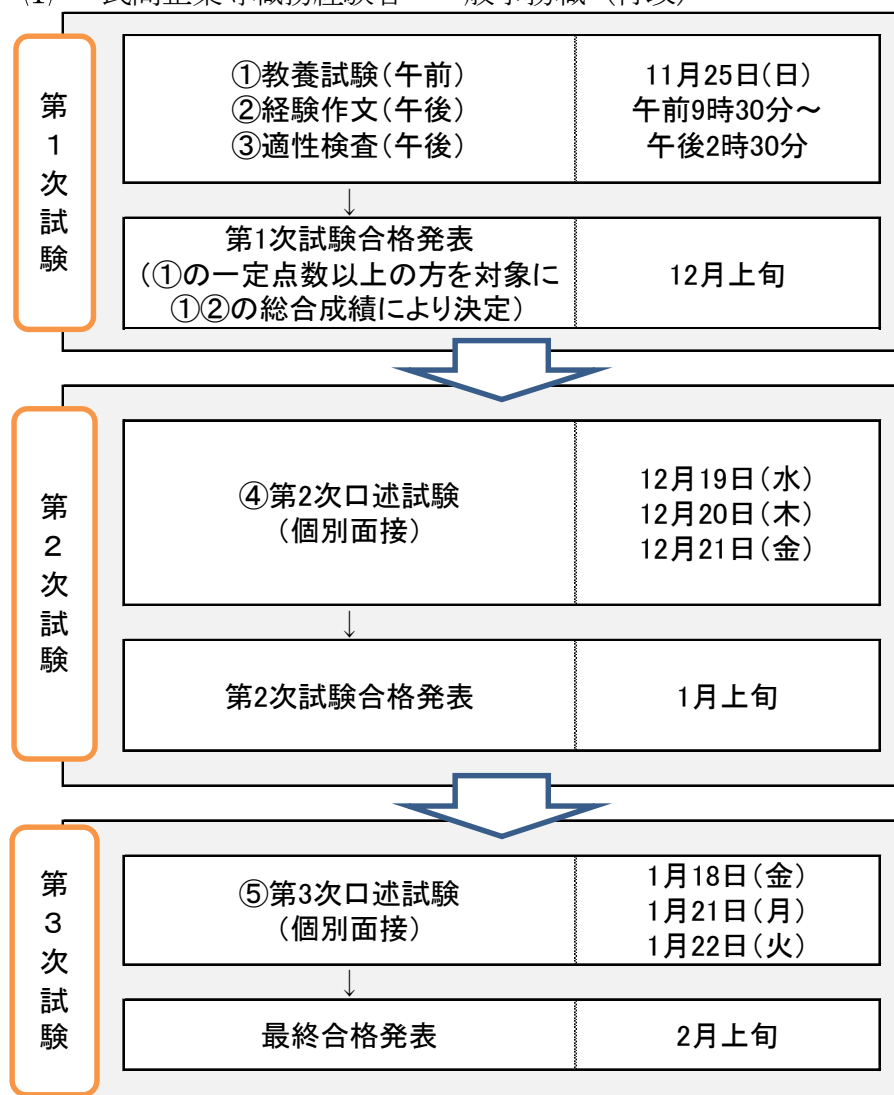 第1次試験
①教養試験(午前)
②経験作文(午後)
③適性検査(午後)
11月25日(日)
午前9時30分～
午後2時30分
↓
第1次試験合格発表
(①の一定点数以上の方を対象に
①②の総合成績により決定)
12月上旬
第2次試験
④第2次口述試験
(個別面接)
12月19日(水)
12月20日(木)
12月21日(金)
↓
第2次試験合格発表
1月上旬
第3次試験
⑤第3次口述試験
(個別面接)
1月18日(金)
1月21日(月)
1月22日(火)
↓
最終合格発表
2月上旬